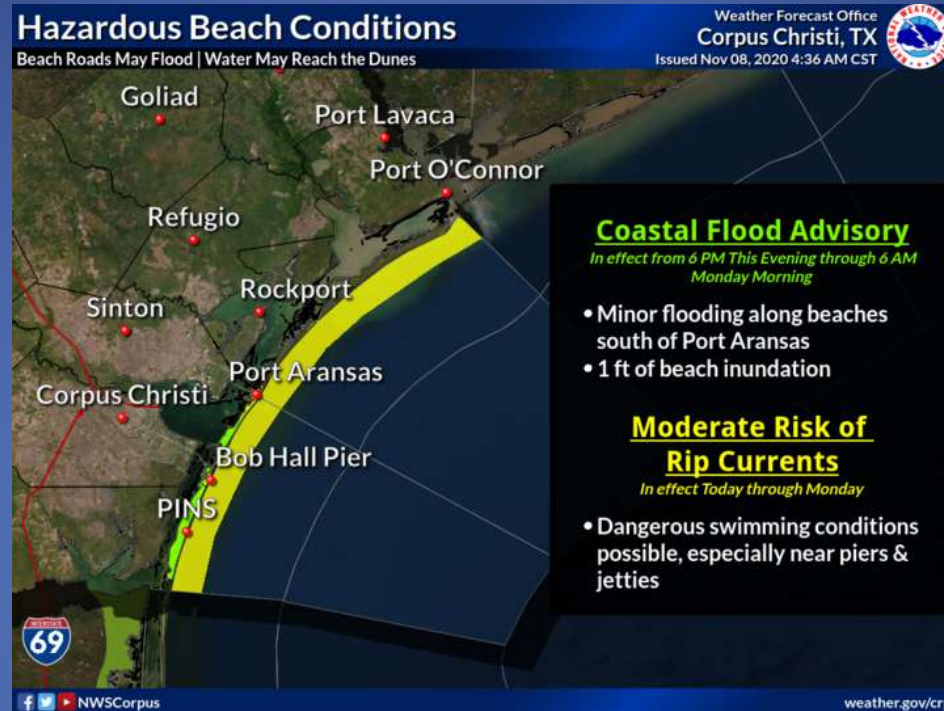 Hazardous Beach Conditions
Beach Roads May Flood | Water May Reach the Dunes
Weather Forecast Office
Corpus Christi, TX
Issued Nov 08, 2020 4:36 AM CST
Goliad
Port Lavaca
Port O'Connor
Refugio
Rockport
Sinton
Port Aransas
Corpus Christi
Bob Hall Pier
PINS
Coastal Flood Advisory
In effect from 6 PM This Evening through 6 AM
Monday Morning
• Minor flooding along beaches
south of Port Aransas
• 1 ft of beach inundation
Moderate Risk of
Rip Currents
In effect Today through Monday
• Dangerous swimming conditions
possible, especially near piers &
jetties
INTERSTATE
69
NWSCorpus
weather.gov/cr